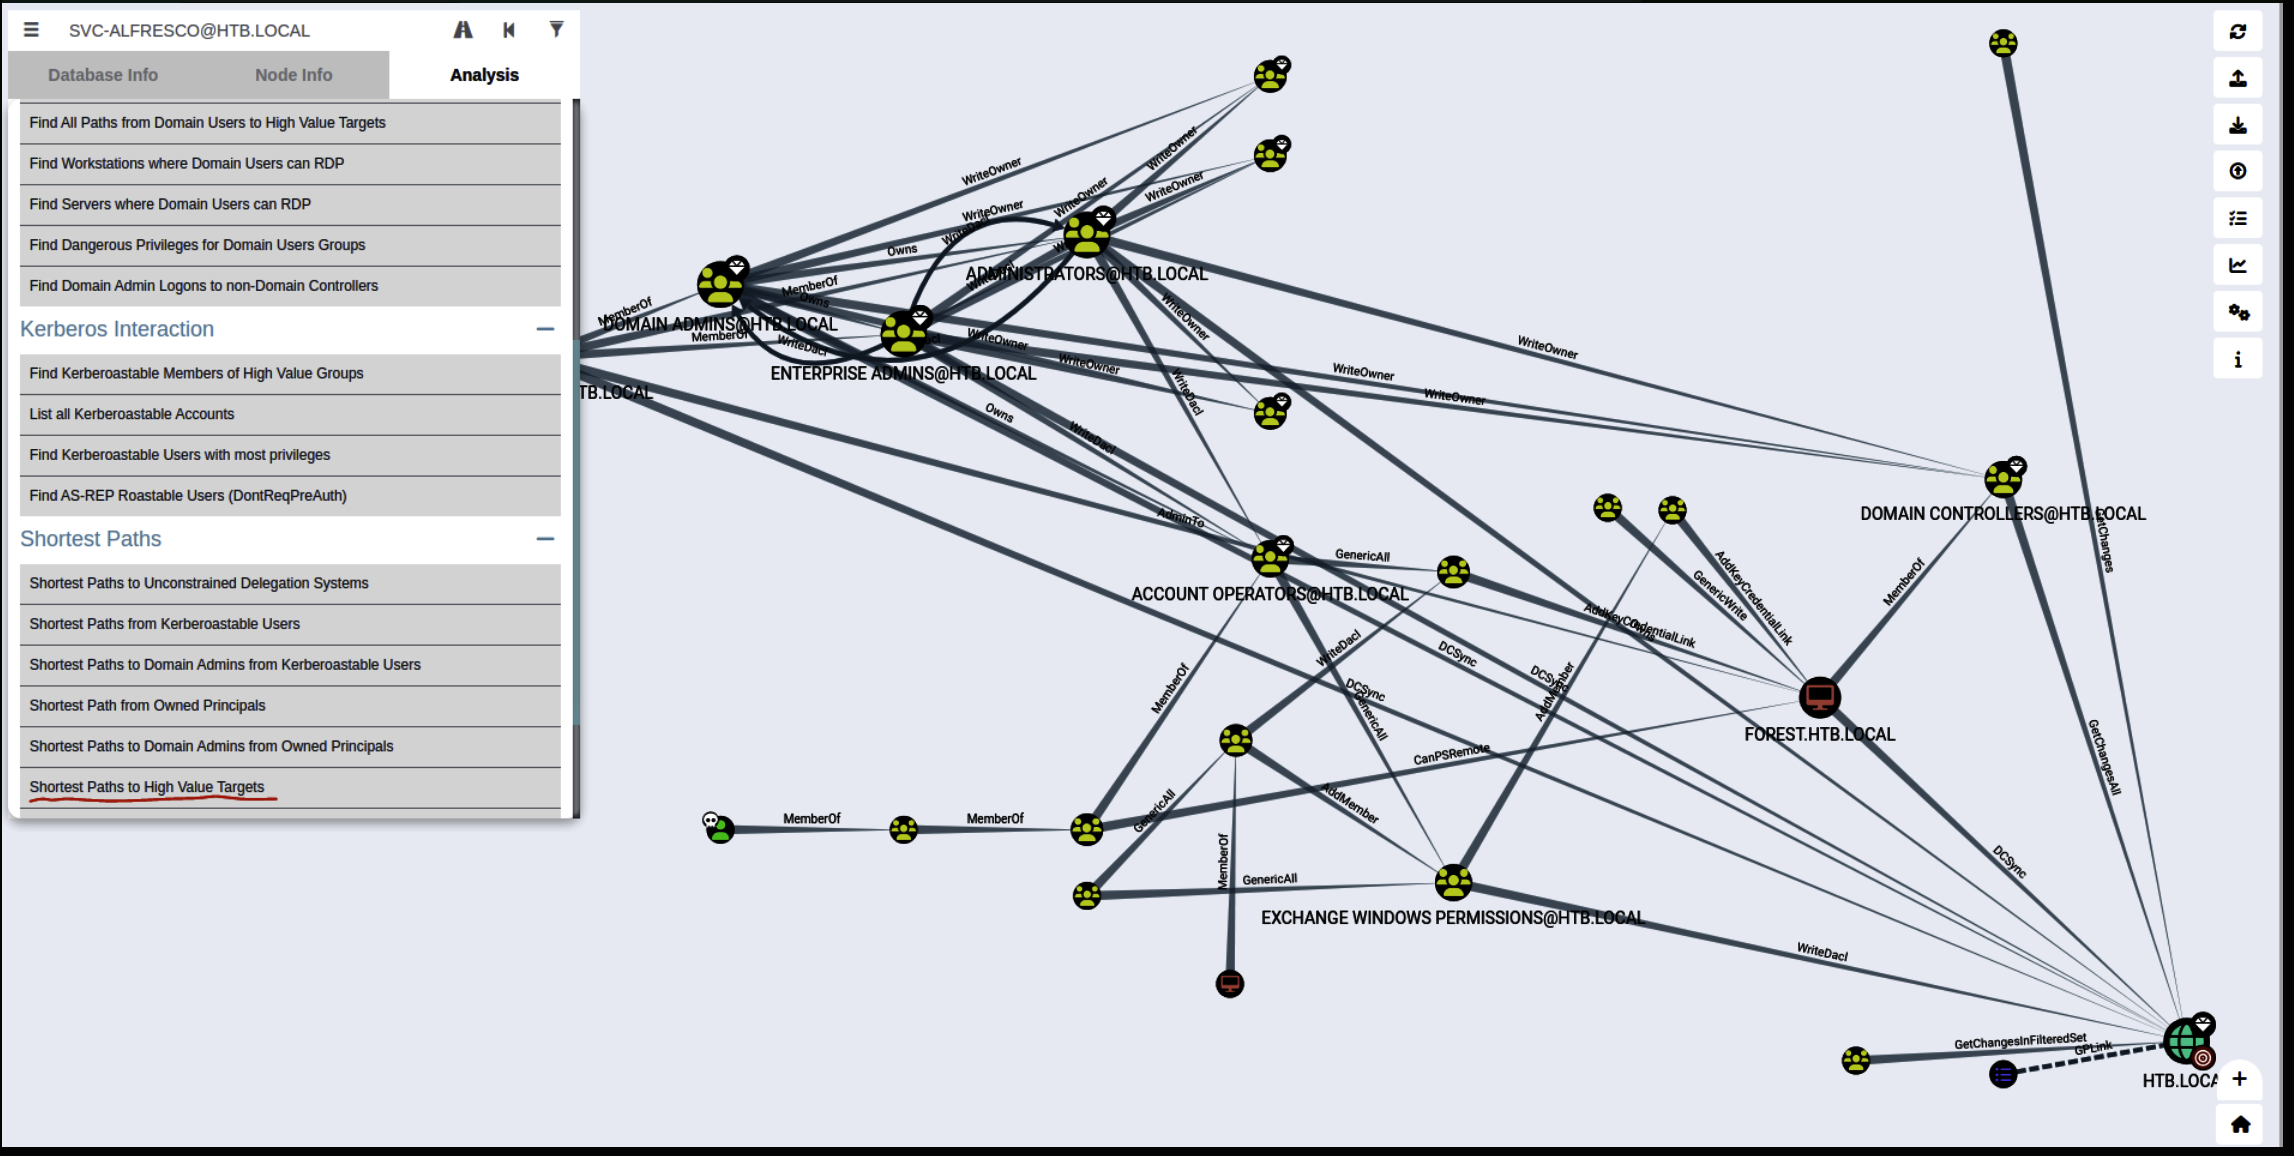 SVC-ALFRESCO@HTB.LOCAL
Database Info
Node Info
Analysis
Find All Paths from Domain Users to High Value Targets
Find Workstations where Domain Users can RDP
Find Servers where Domain Users can RDP
Find Dangerous Privileges for Domain Users Groups
Find Domain Admin Logons to non-Domain Controllers
Kerberos Interaction
Find Kerberoastable Members of High Value Groups
List all Kerberoastable Accounts
Find Kerberoastable Users with most privileges
Find AS-REP Roastable Users (DontReqPreAuth)
Shortest Paths
Shortest Paths to Unconstrained Delegation Systems
Shortest Paths from Kerberoastable Users
Shortest Paths to Domain Admins from Kerberoastable Users
Shortest Path from Owned Principals
Shortest Paths to Domain Admins from Owned Principals
Shortest Paths to High Value Targets
WriteOwner
WriteOwner
WriteOwner
WriteOwner
WriteOwner
WriteDacl
Owns
ADMINISTRATORS@HTB.LOCAL
MemberOf
Owns
MemberOf
DOMAIN ADMINS@HTB.LOCAL
MemberOf
WriteDacl
WriteOwner
WriteOwner
WriteOwner
ENTERPRISE ADMINS@HTB.LOCAL
TB.LOCAL
WriteOwner
WriteOwner
WriteOwner
WriteDacl
Owns
WriteDacl
AdminTo
DOMAIN CONTROLLERS@HTB.LOCAL
GetChanges
GenericAll
ACCOUNT OPERATORS@HTB.LOCAL
AddKeyCredentialLink
GenericWrite
AddKeyCredentialLink
Owns
MemberOf
WriteDacl
DCSync
DCSync
DCSync
AddMember
MemberOf
GenericAll
FOREST.HTB.LOCAL
CanPSRemote
GetChangesAll
MemberOf
MemberOf
GenericAll
AddMember
MemberOf
GenericAll
DCSync
EXCHANGE WINDOWS PERMISSIONS@HTB.LOCAL
WriteDacl
GetChangesInFilteredSet
GPLink
HTB.LOCA